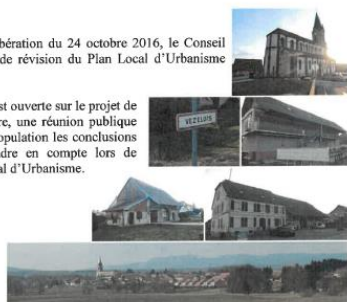 bération du 24 octobre 2016, le Conseil
de révision du Plan Local d'Urbanisme
st ouverte sur le projet de
re, une réunion publique
opulation les conclusions
dre en compte lors de
al d'Urbanisme.
VEZELOIS